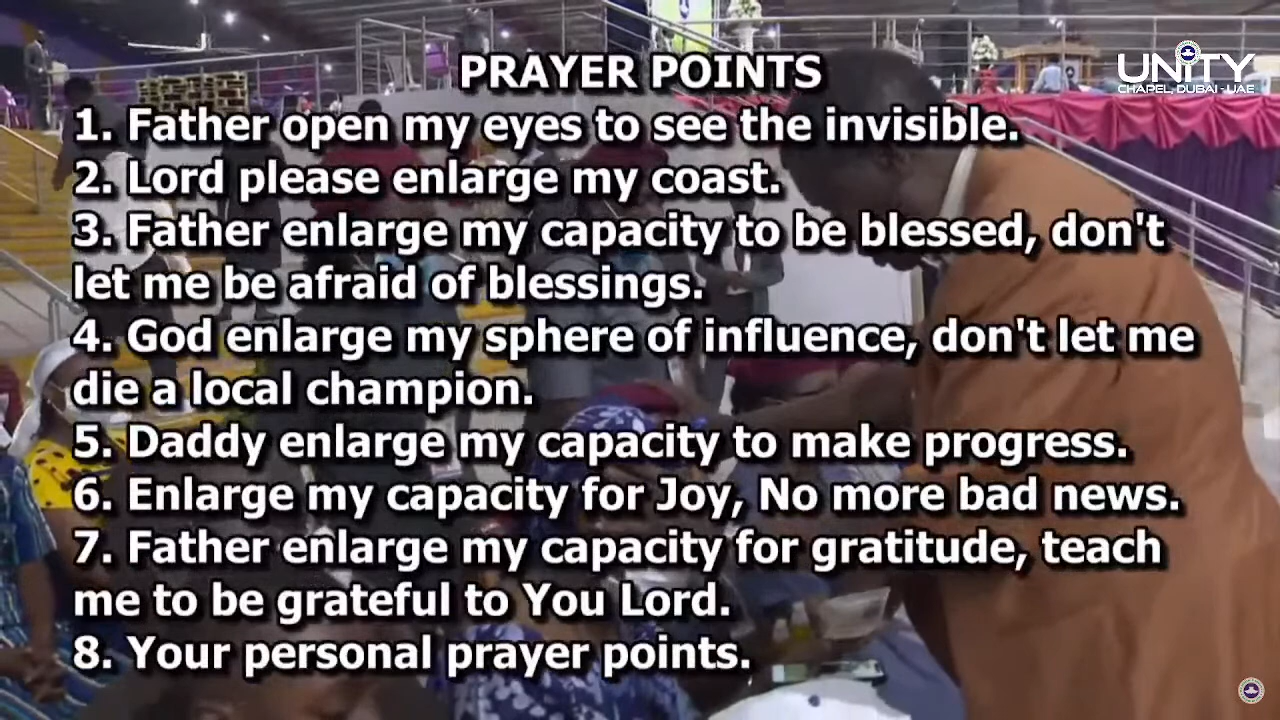 PRAYER POINTS
UNiTY
CHAPEL, DUBAI - UAE
1. Father open my eyes to see the invisible.
2. Lord please enlarge my coast.
3. Father enlarge my capacity to be blessed, don't
let me be afraid of blessings.
4. God enlarge my sphere of influence, don't let me
die a local champion.
5. Daddy enlarge my capacity to make progress.
6. Enlarge my capacity for Joy, No more bad news.
7. Father enlarge my capacity for gratitude, teach
me to be grateful to You Lord.
8. Your personal prayer points.